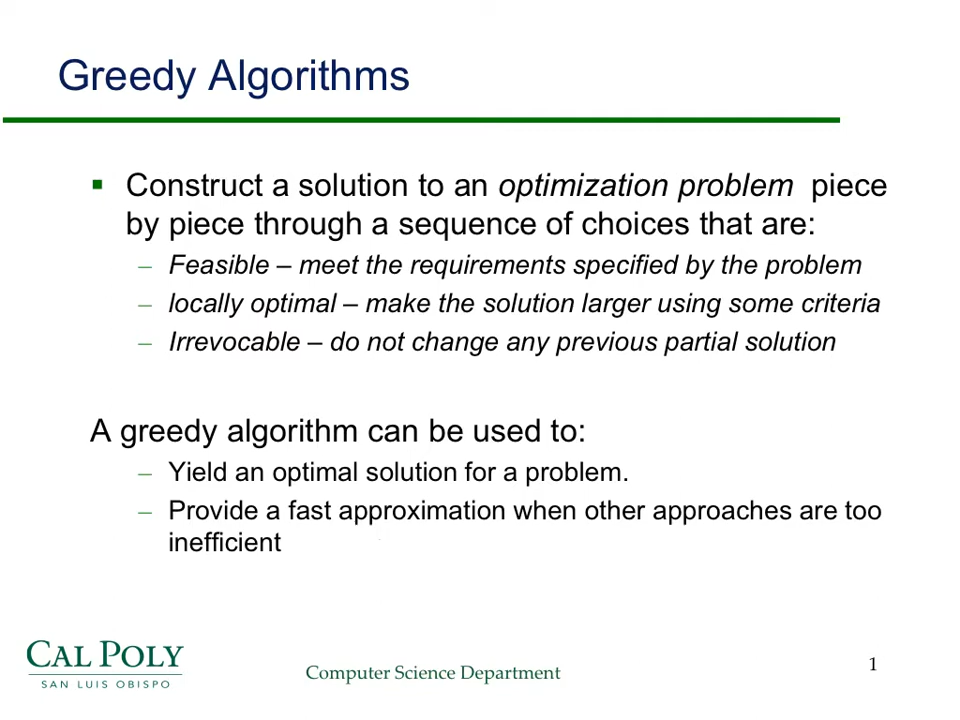 Greedy Algorithms
▪ Construct a solution to an optimization problem piece
by piece through a sequence of choices that are:
– Feasible – meet the requirements specified by the problem
– locally optimal – make the solution larger using some criteria
– Irrevocable – do not change any previous partial solution
A greedy algorithm can be used to:
– Yield an optimal solution for a problem.
– Provide a fast approximation when other approaches are too
inefficient
CAL POLY
SAN LUIS OBISPO
Computer Science Department
1